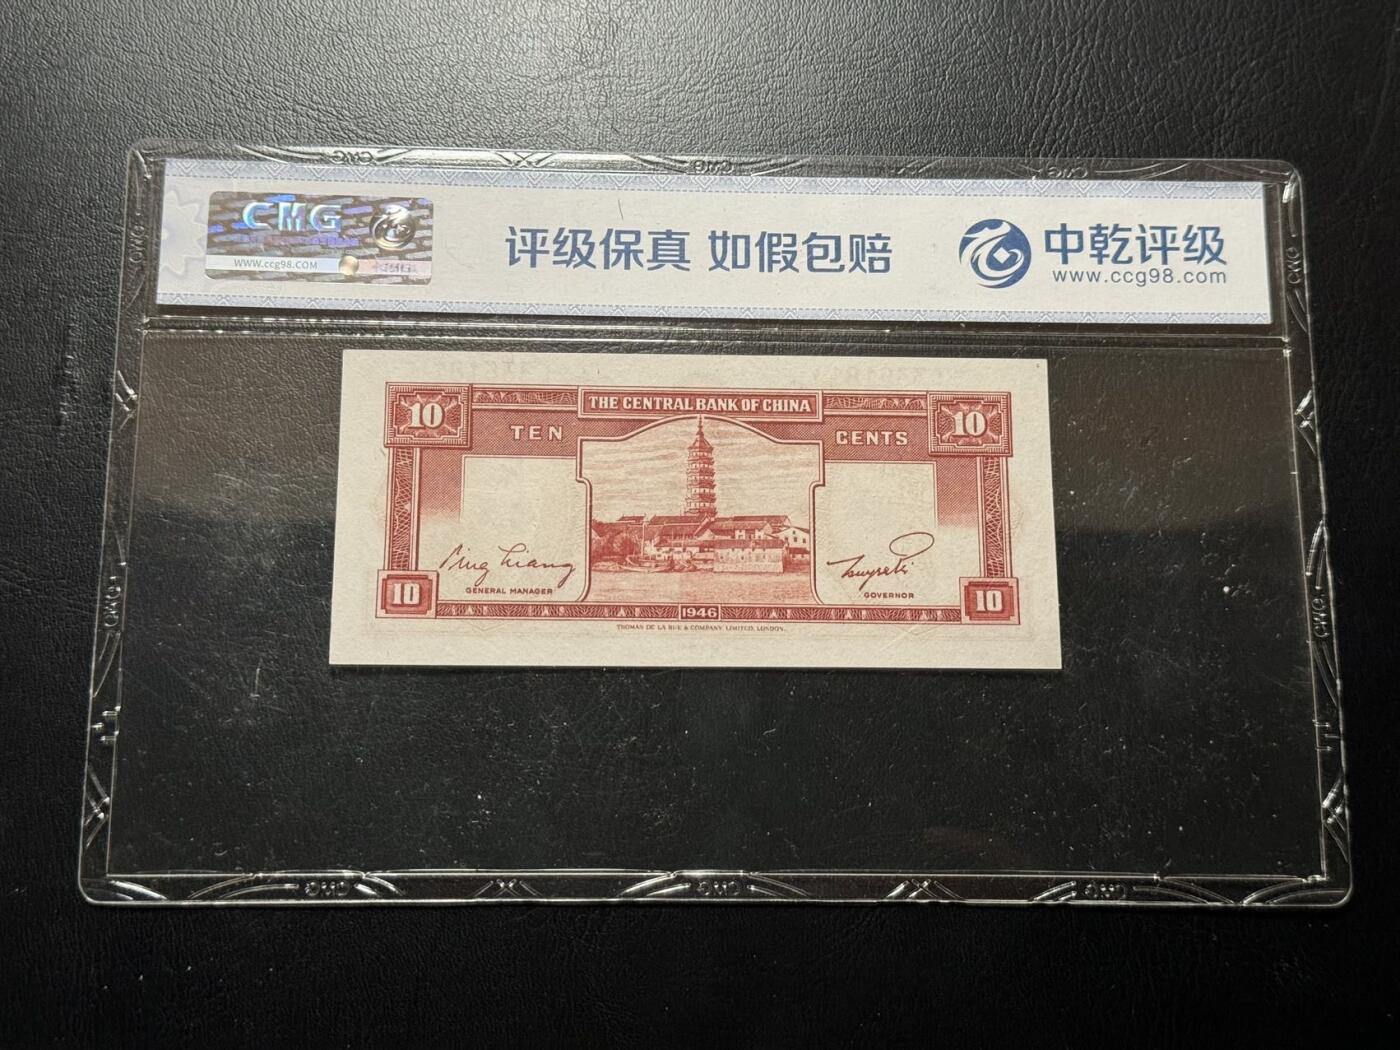 CMG
www.ccg98.COM
评级保真 如假包赔
中乾评级
www.ccg98.com
THE CENTRAL BANK OF CHINA
10 TEN CENTS 10
GENERAL MANAGER
GOVERNOR
10 1946 10
THOMAS DE LA RUE & COMPANY, LIMITED, LONDON.